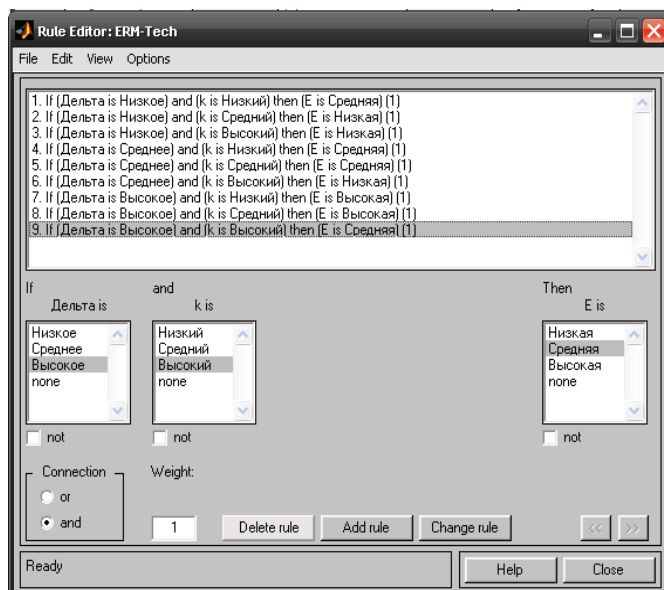 Rule Editor: ERM-Tech
File Edit View Options
1. If (Дельта is Низкое) and (k is Низкий) then (E is Средняя) (1)
2. If (Дельта is Низкое) and (k is Средний) then (E is Низкая) (1)
3. If (Дельта is Низкое) and (k is Высокий) then (E is Низкая) (1)
4. If (Дельта is Среднее) and (k is Низкий) then (E is Средняя) (1)
5. If (Дельта is Среднее) and (k is Средний) then (E is Средняя) (1)
6. If (Дельта is Среднее) and (k is Высокий) then (E is Низкая) (1)
7. If (Дельта is Высокое) and (k is Низкий) then (E is Высокая) (1)
8. If (Дельта is Высокое) and (k is Средний) then (E is Высокая) (1)
9. If (Дельта is Высокое) and (k is Высокий) then (E is Средняя) (1)
If and Then
Дельта is k is E is
Низкое
Среднее
Высокое
none
Низкий
Средний
Высокий
none
Низкая
Средняя
Высокая
none
not not not
Connection
or
and
Weight:
1
Delete rule Add rule Change rule << >>
Ready Help Close